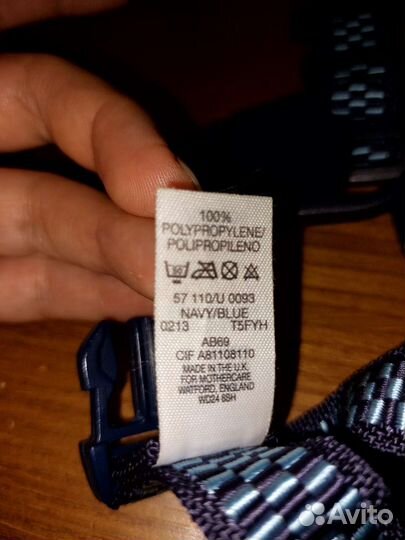 100%
POLYPROPYLENE/
POLIPROPILENO
57 110/U 0093
NAVY/BLUE
0213 T5FYH
AB69
CIF A81108110
MADE IN THE U.K.
FOR MOTHERCARE
WATFORD, ENGLAND
WD24 6SH
Avito